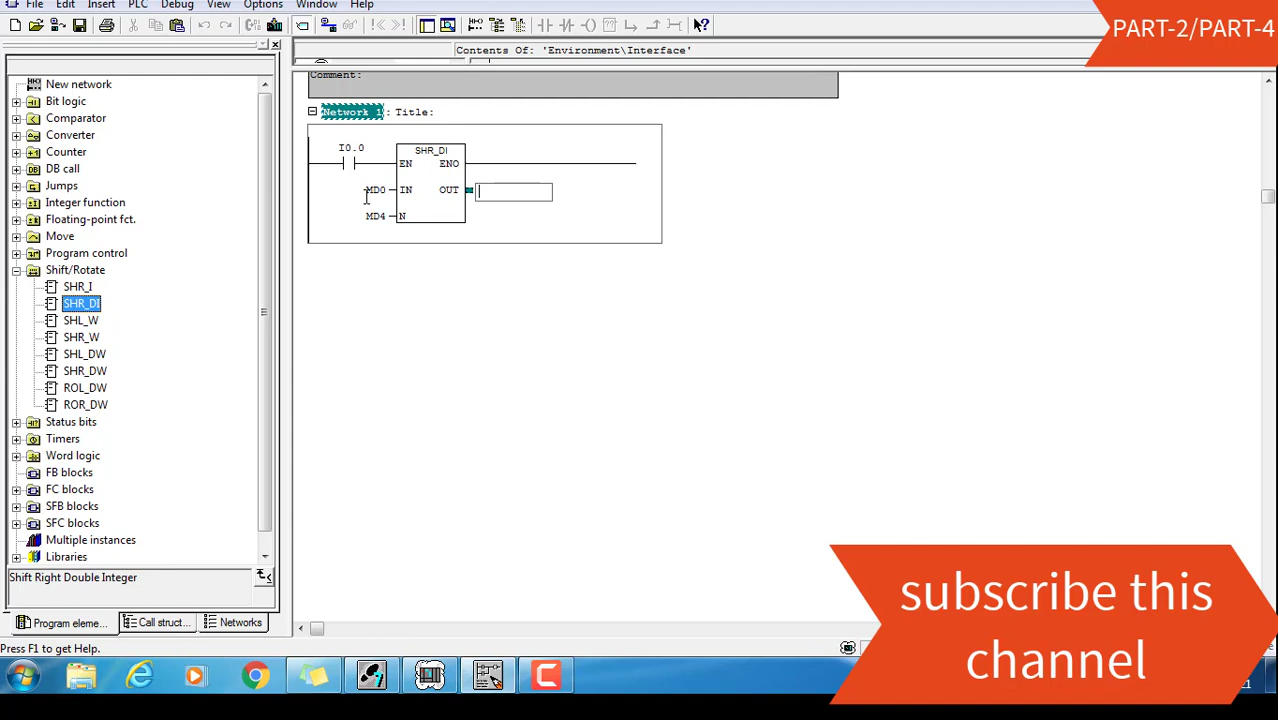 File Edit Insert PLC Debug View Options Window Help
PART-2/PART-4
Contents Of: 'Environment\Interface'
New network
Bit logic
Comparator
Converter
Counter
DB call
Jumps
Integer function
Floating-point fct.
Move
Program control
Shift/Rotate
SHR_I
SHR_DI
SHL_W
SHR_W
SHL_DW
SHR_DW
ROL_DW
ROR_DW
Status bits
Timers
Word logic
FB blocks
FC blocks
SFB blocks
SFC blocks
Multiple instances
Libraries
Shift Right Double Integer
Program eleme...
Call struct...
Networks
Comment:
Network 1: Title:
I0.0
SHR_DI
EN ENO
MD0 IN OUT
MD4 N
Press F1 to get Help.
subscribe this
channel